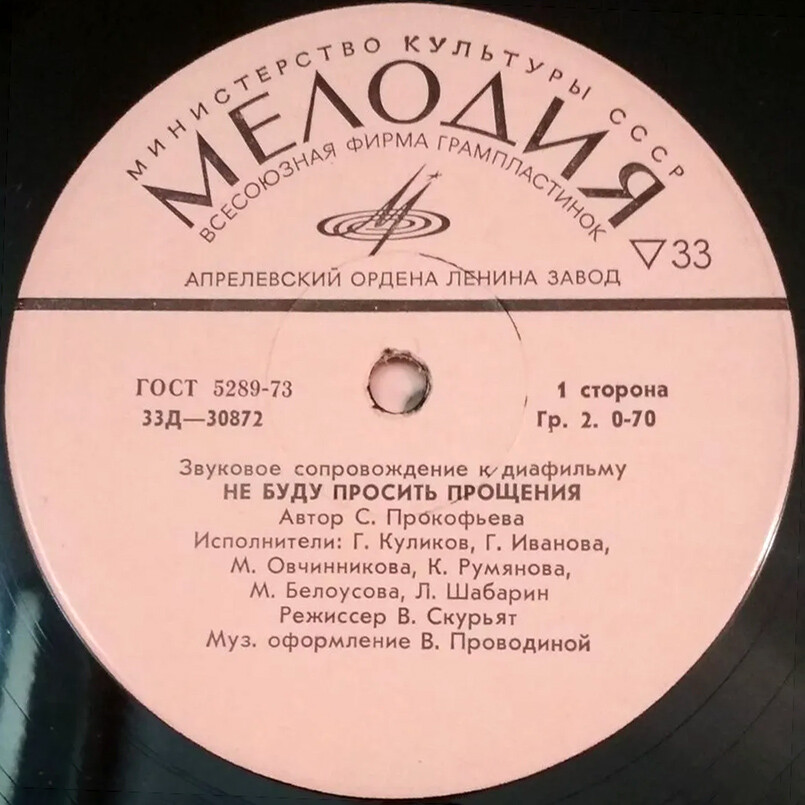 МИНИСТЕРСТВО КУЛЬТУРЫ СССР
МЕЛОДИЯ
ВСЕСОЮЗНАЯ ФИРМА ГРАМПЛАСТИНОК
▽33
АПРЕЛЕВСКИЙ ОРДЕНА ЛЕНИНА ЗАВОД
ГОСТ 5289-73
1 сторона
33Д—30872
Гр. 2. 0-70
Звуковое сопровождение к диафильму
НЕ БУДУ ПРОСИТЬ ПРОЩЕНИЯ
Автор С. Прокофьева
Исполнители: Г. Куликов, Г. Иванова,
М. Овчинникова, К. Румянова,
М. Белоусова, Л. Шабарин
Режиссер В. Скурьят
Муз. оформление В. Проводиной